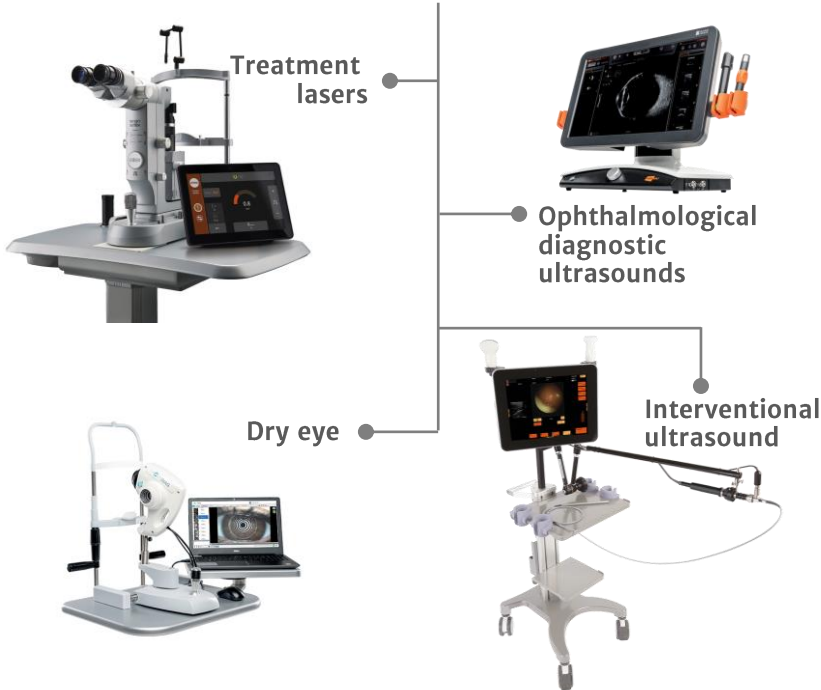 Treatment
lasers
Ophthalmological
diagnostic
ultrasounds
Interventional
ultrasound
Dry eye